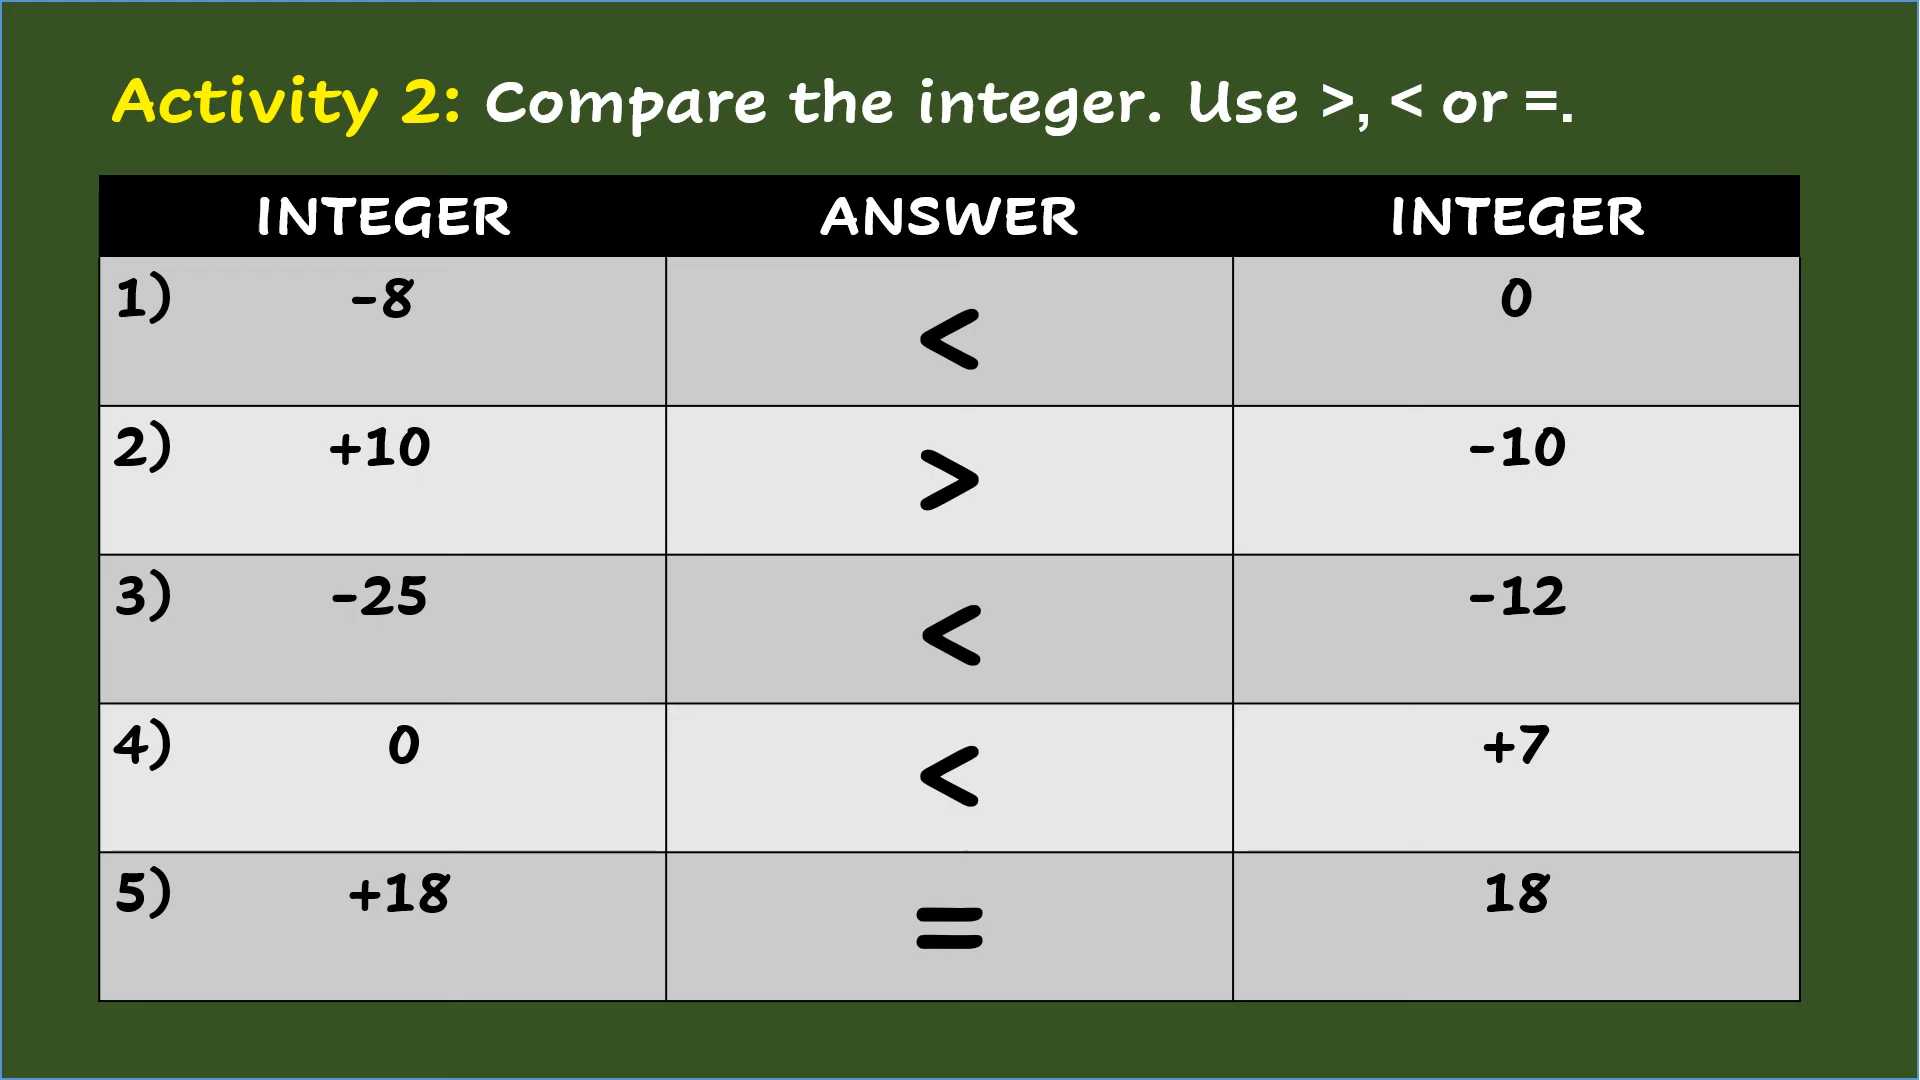 Activity 2: Compare the integer. Use >, < or =.
INTEGER ANSWER INTEGER
1) -8 < 0
2) +10 > -10
3) -25 < -12
4) 0 < +7
5) +18 = 18